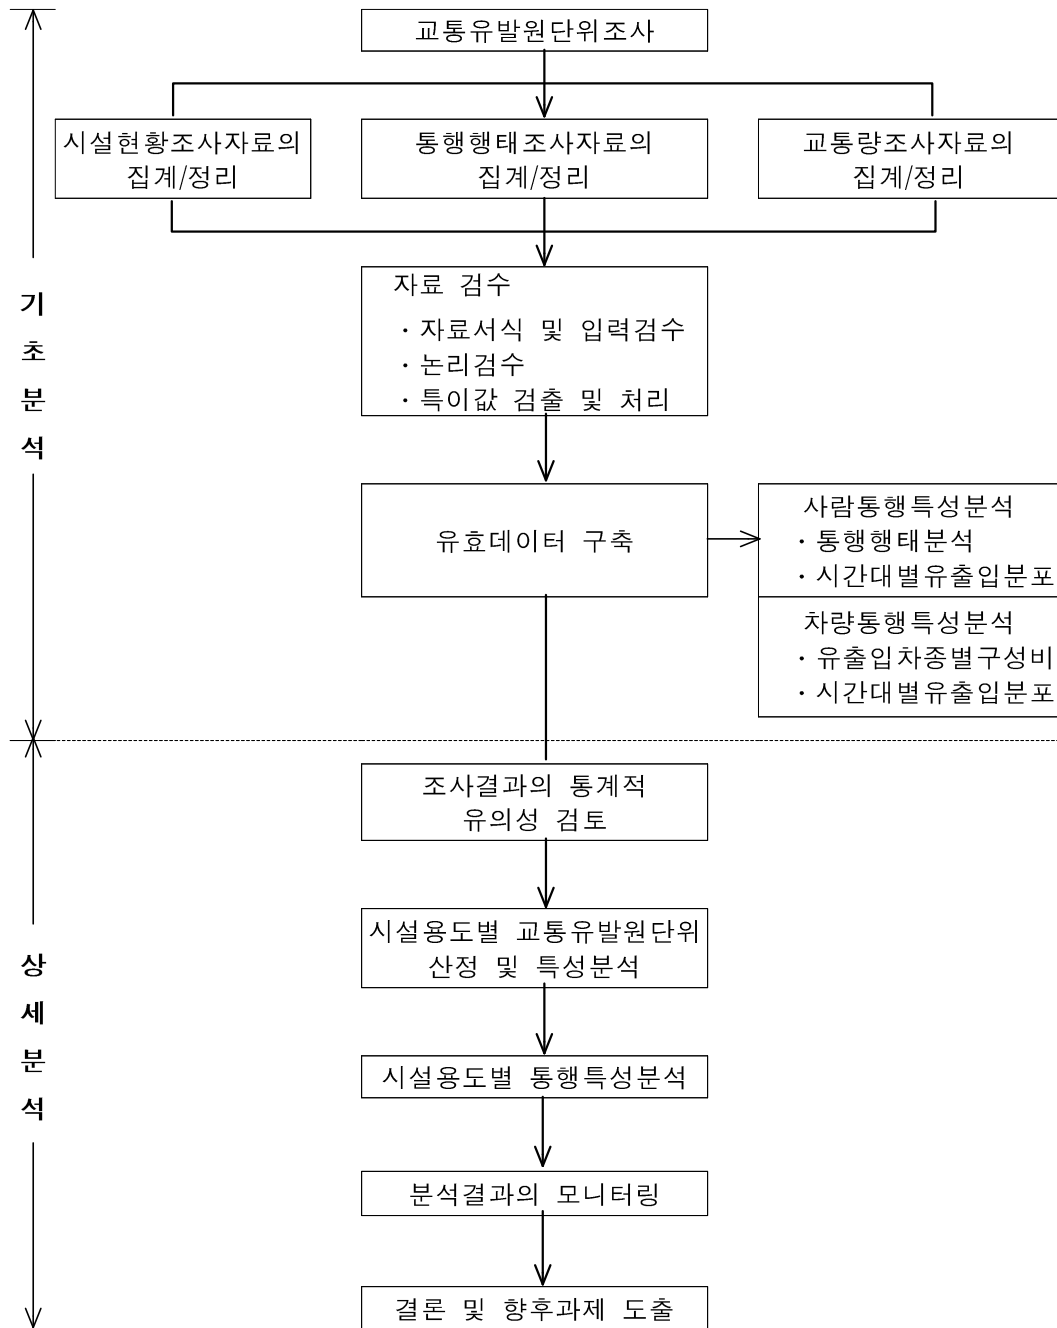 교통유발원단위조사
시설현황조사자료의
집계/정리
통행행태조사자료의
집계/정리
교통량조사자료의
집계/정리
기
초
분
석
자료 검수
· 자료서식 및 입력검수
· 논리검수
· 특이값 검출 및 처리
유효데이터 구축
사람통행특성분석
· 통행행태분석
· 시간대별유출입분포
차량통행특성분석
· 유출입차종별구성비
· 시간대별유출입분포
상
세
분
석
조사결과의 통계적
유의성 검토
시설용도별 교통유발원단위
산정 및 특성분석
시설용도별 통행특성분석
분석결과의 모니터링
결론 및 향후과제 도출